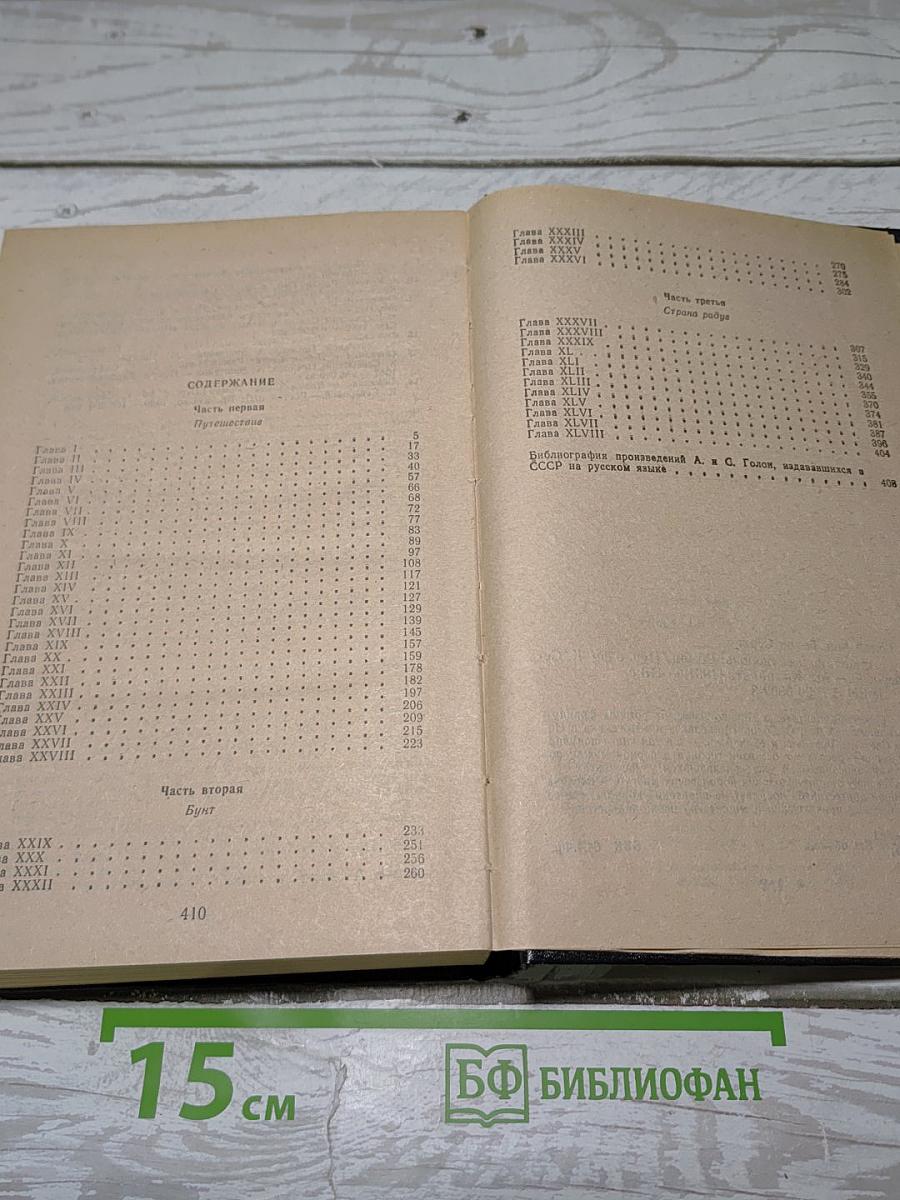 СОДЕРЖАНИЕ
Часть первая
Путешествие
Глава I . . . 5
Глава II . . . 17
Глава III . . . 33
Глава IV . . . 40
Глава V . . . 57
Глава VI . . . 66
Глава VII . . . 68
Глава VIII . . . 72
Глава IX . . . 77
Глава X . . . 83
Глава XI . . . 89
Глава XII . . . 97
Глава XIII . . . 108
Глава XIV . . . 117
Глава XV . . . 121
Глава XVI . . . 127
Глава XVII . . . 129
Глава XVIII . . . 139
Глава XIX . . . 145
Глава XX . . . 157
Глава XXI . . . 159
Глава XXII . . . 178
Глава XXIII . . . 182
Глава XXIV . . . 197
лава XXV . . . 206
лава XXVI . . . 209
лава XXVII . . . 215
лава XXVIII . . . 223
Часть вторая
Бунт
ва XXIX . . . 233
ва XXX . . . 251
а XXXI . . . 256
а XXXII . . . 260
410
Глава XXXIII . . . 270
Глава XXXIV . . . 275
Глава XXXV . . . 284
Глава XXXVI . . . 302
Часть третья
Страна радуг
Глава XXXVII . . . 307
Глава XXXVIII . . . 315
Глава XXXIX . . . 329
Глава XL . . . 340
Глава XLI . . . 344
Глава XLII . . . 355
Глава XLIII . . . 370
Глава XLIV . . . 374
Глава XLV . . . 381
Глава XLVI . . . 387
Глава XLVII . . . 396
Глава XLVIII . . . 404
Библиография произведений А. и С. Голон, издававшихся в
СССР на русском языке . . . 408
15 см
БФ БИБЛИОФАН